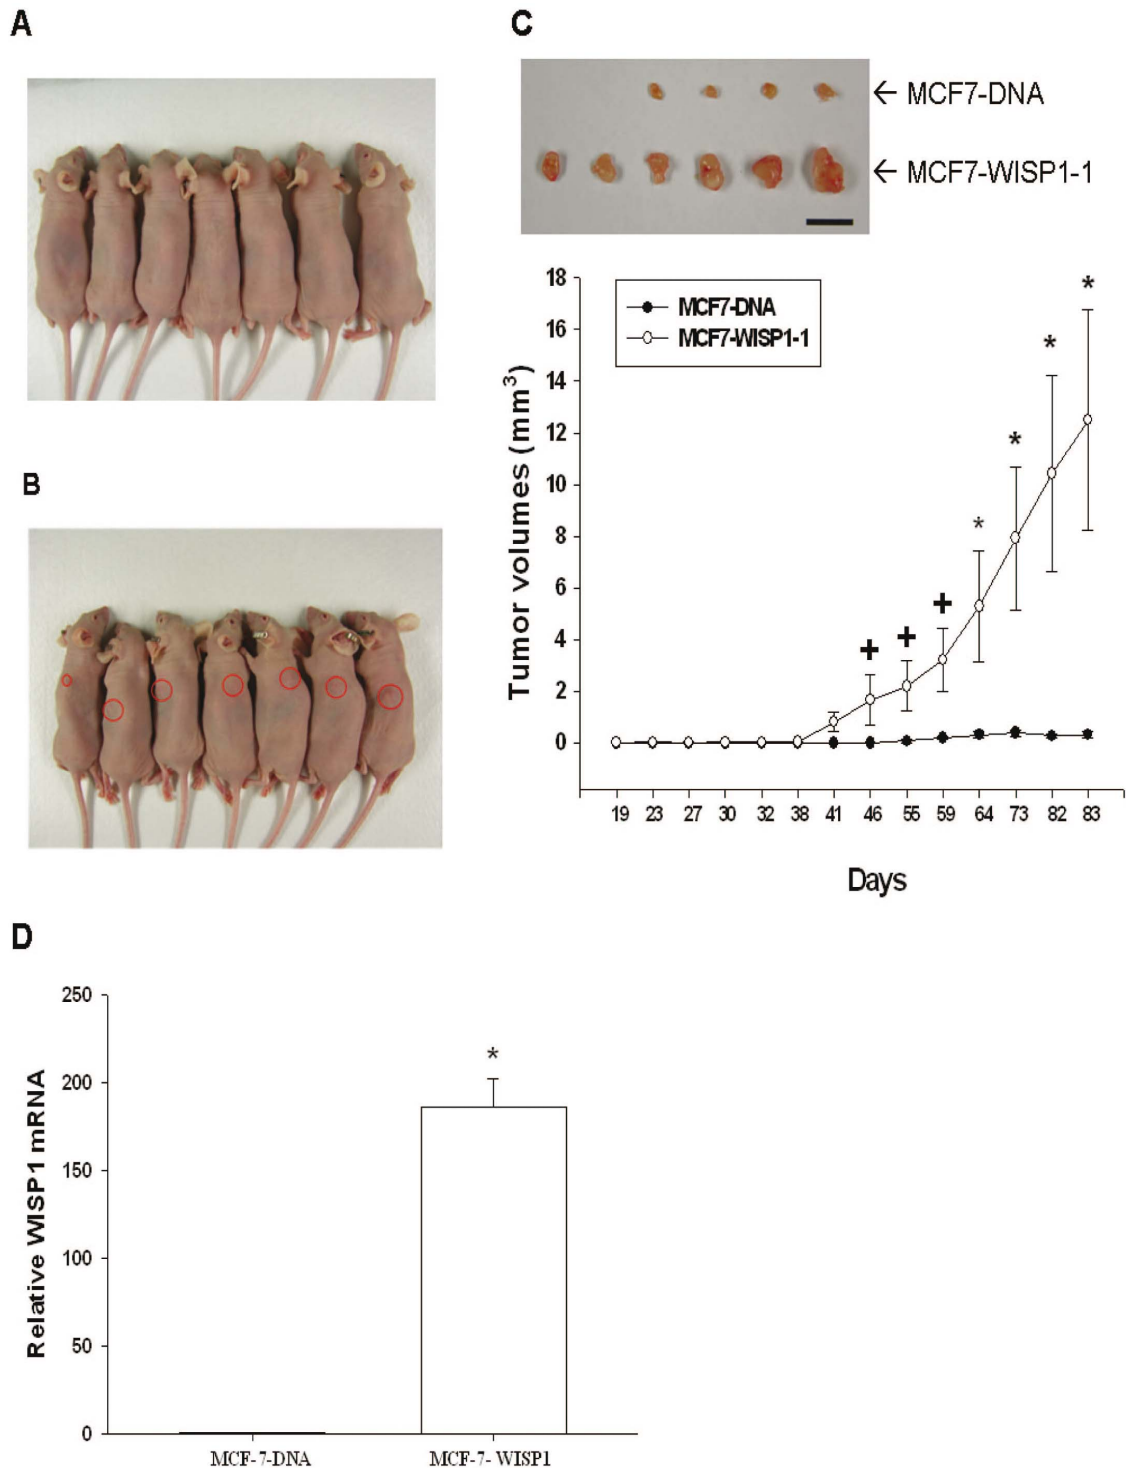 A
C
← MCF7-DNA
← MCF7-WISP1-1
18
16
14
12
10
8
6
4
2
0
Tumor volumes (mm³)
MCF7-DNA
MCF7-WISP1-1
*
*
*
*
+
+
+
19 23 27 30 32 38 41 46 55 59 64 73 82 83
Days
B
D
250
200
150
100
50
0
Relative WISP1 mRNA
*
MCF-7-DNA MCF-7- WISP1